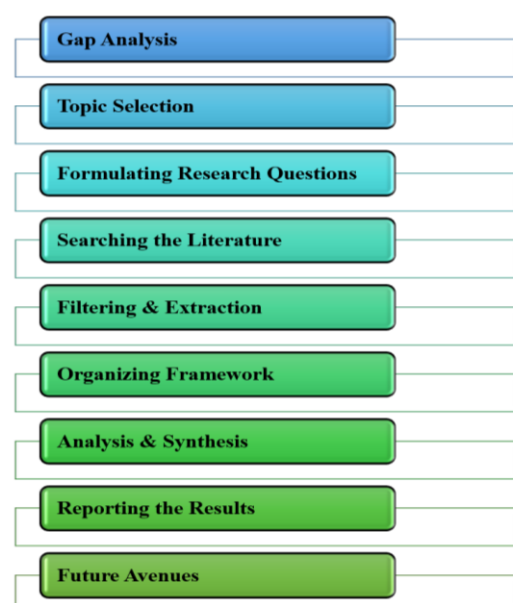 Gap Analysis
Topic Selection
Formulating Research Questions
Searching the Literature
Filtering & Extraction
Organizing Framework
Analysis & Synthesis
Reporting the Results
Future Avenues